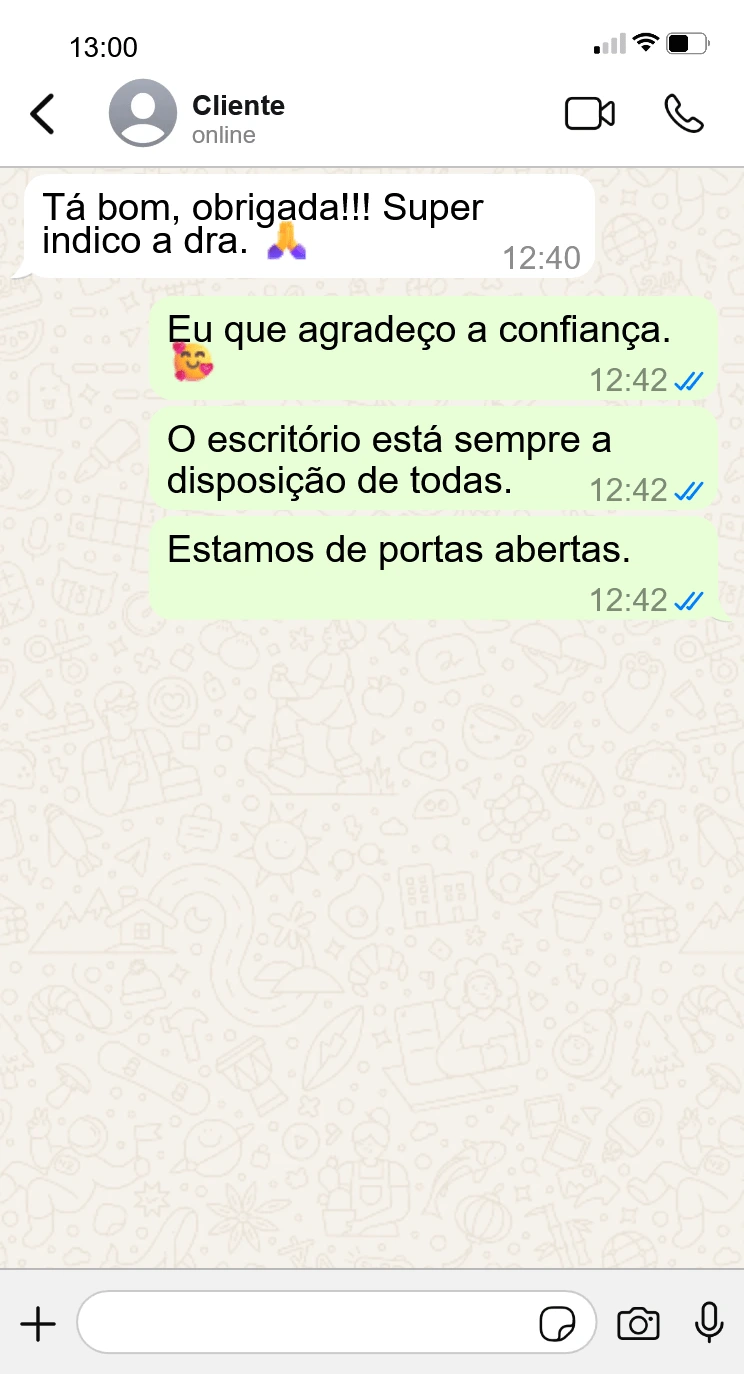 13:00
Cliente
online
Tá bom, obrigada!!! Super
indico a dra. 🙏
12:40
Eu que agradeço a confiança.
🥰
12:42
O escritório está sempre a
disposição de todas.
12:42
Estamos de portas abertas.
12:42